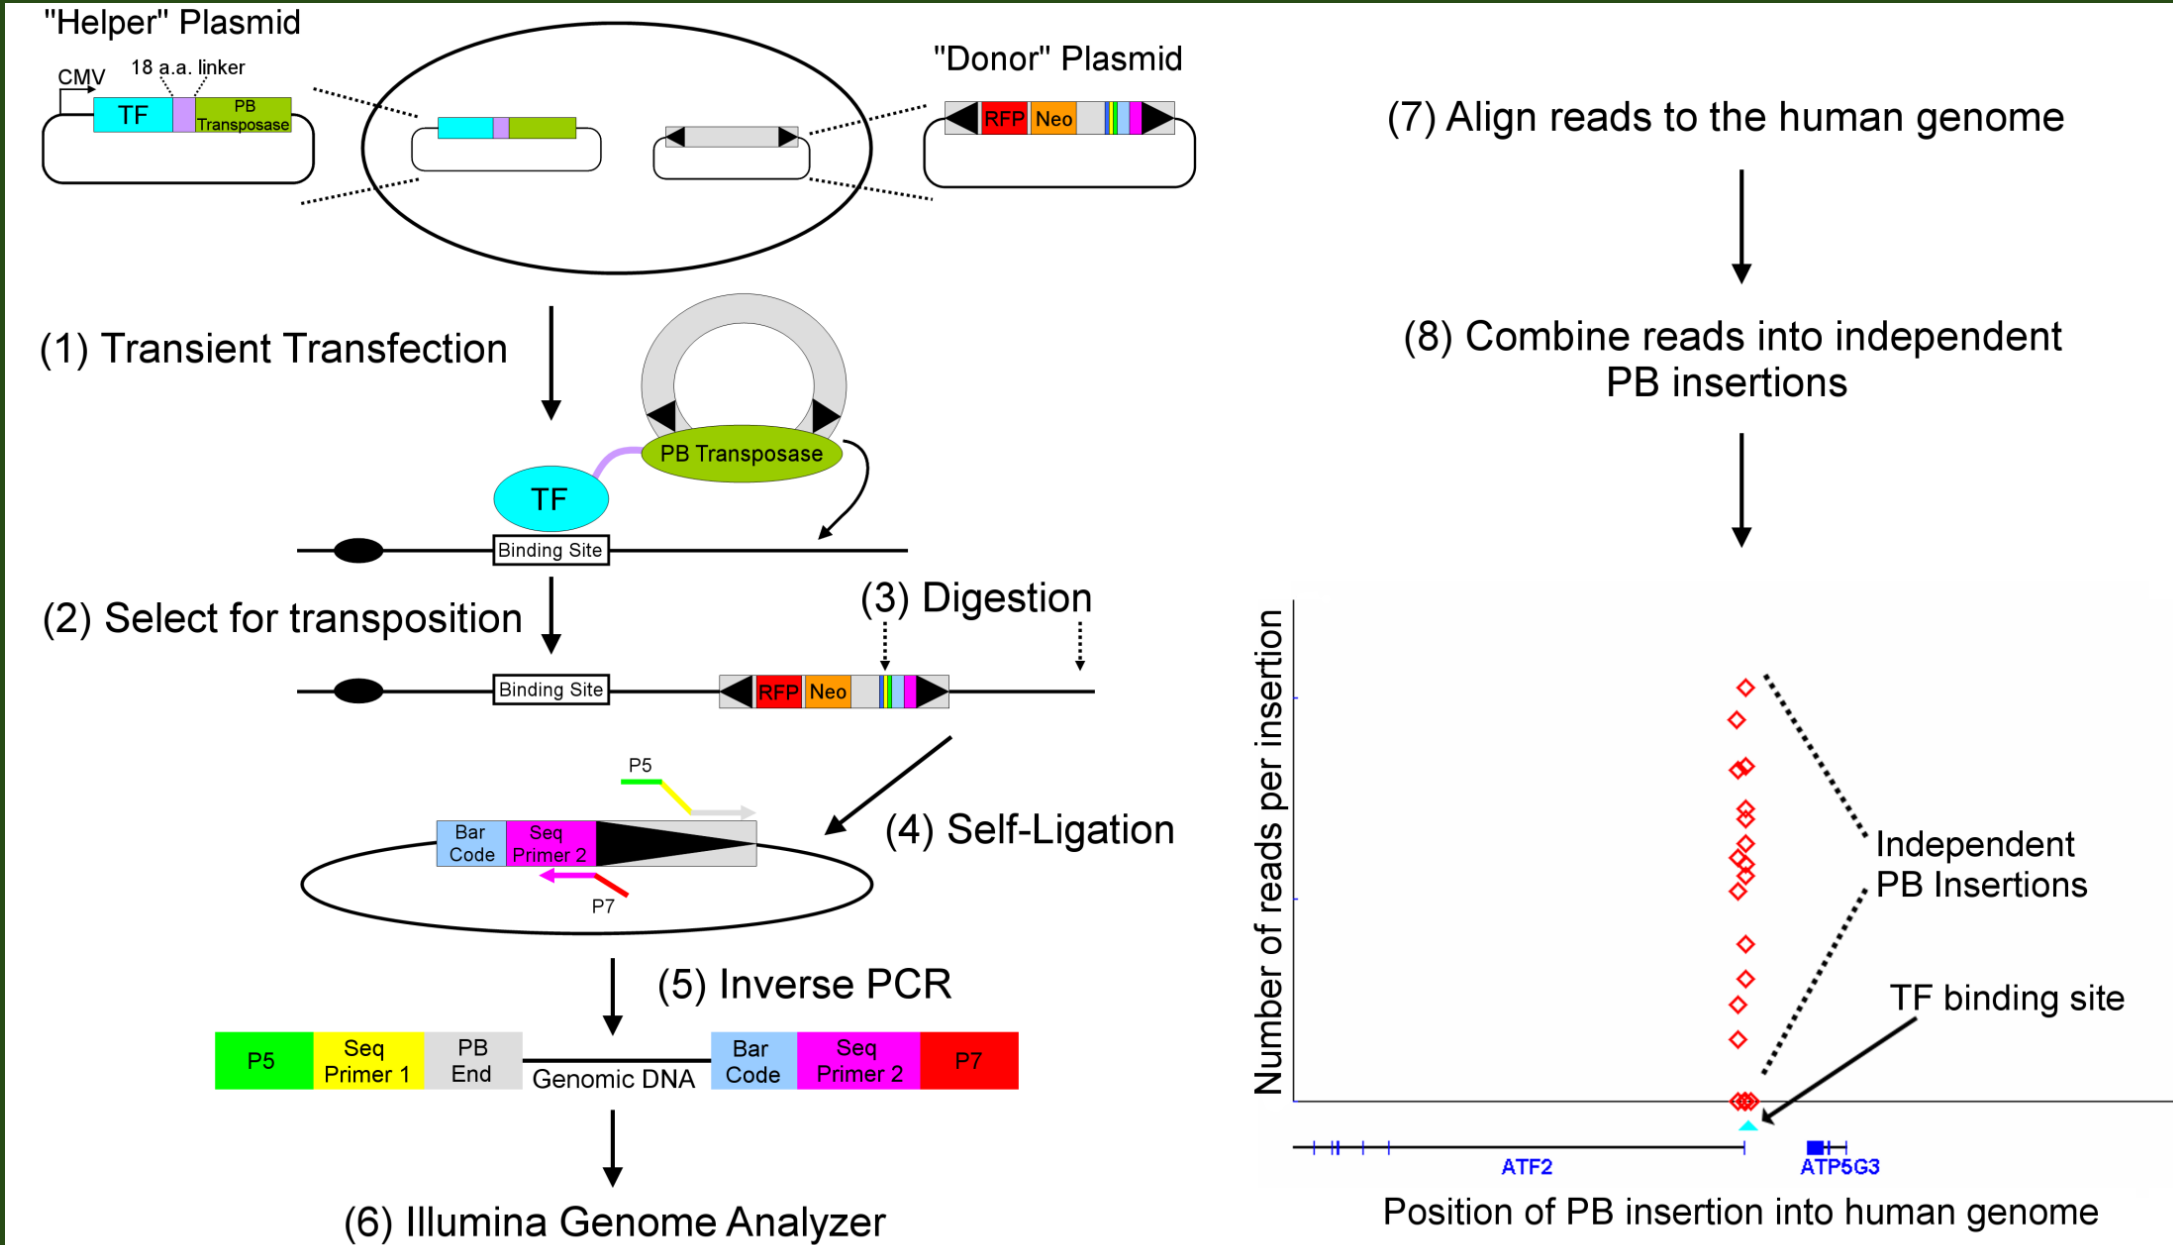 "Helper" Plasmid
CMV
18 a.a. linker
TF
PB
Transposase
"Donor" Plasmid
RFP
Neo
(1) Transient Transfection
PB Transposase
TF
Binding Site
(2) Select for transposition
(3) Digestion
Binding Site
RFP
Neo
P5
Bar
Code
Seq
Primer 2
P7
(4) Self-Ligation
(5) Inverse PCR
P5
Seq
Primer 1
PB
End
Genomic DNA
Bar
Code
Seq
Primer 2
P7
(6) Illumina Genome Analyzer
(7) Align reads to the human genome
(8) Combine reads into independent
PB insertions
Number of reads per insertion
Independent
PB Insertions
TF binding site
ATF2
ATP5G3
Position of PB insertion into human genome